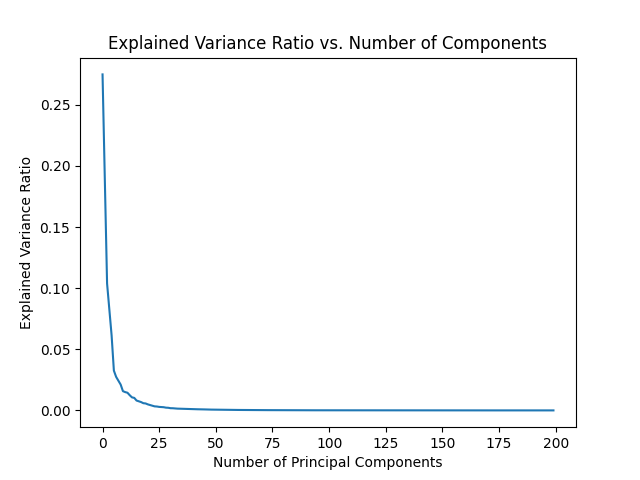 Explained Variance Ratio vs. Number of Components
Explained Variance Ratio
0.25
0.20
0.15
0.10
0.05
0.00
0 25 50 75 100 125 150 175 200
Number of Principal Components